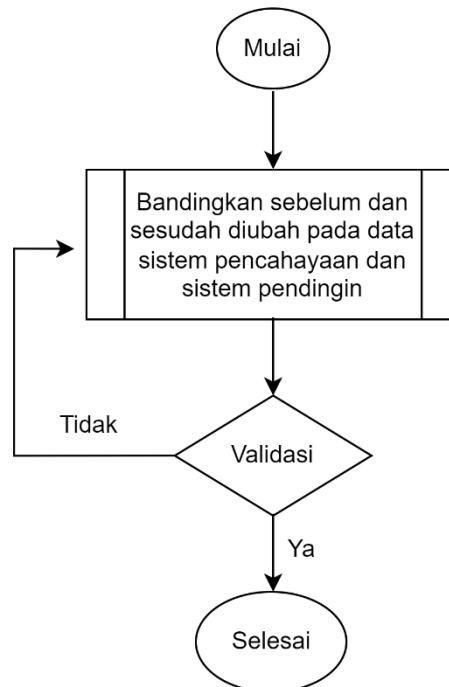 Mulai
Bandingkan sebelum dan
sesudah diubah pada data
sistem pencahayaan dan
sistem pendingin
Tidak
Validasi
Ya
Selesai